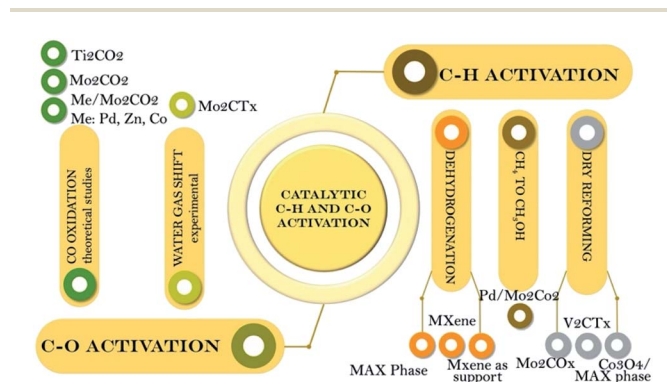 Ti2CO2
Mo2CO2
Me/Mo2CO2
Me: Pd, Zn, Co
Mo2CTx
CO OXIDATION
theoretical studies
WATER GAS SHIFT
experimental
C-O ACTIVATION
CATALYTIC
C-H AND C-O
ACTIVATION
C-H ACTIVATION
DEHYDROGENATION
CH4 TO CH3OH
DRY REFORMING
MAX Phase
MXene
Mxene as
support
Pd/Mo2Co2
Mo2COx
V2CTx
Co3O4/
MAX phase